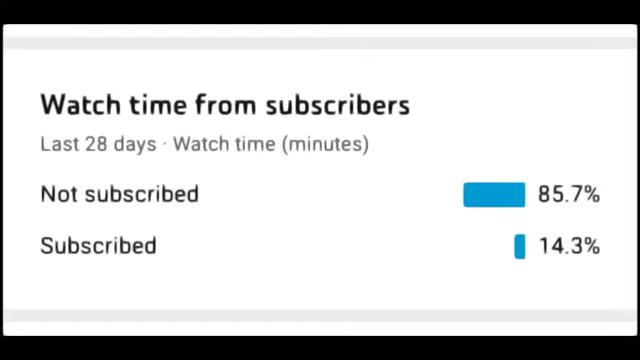 Watch time from subscribers
Last 28 days · Watch time (minutes)
Not subscribed 85.7%
Subscribed 14.3%